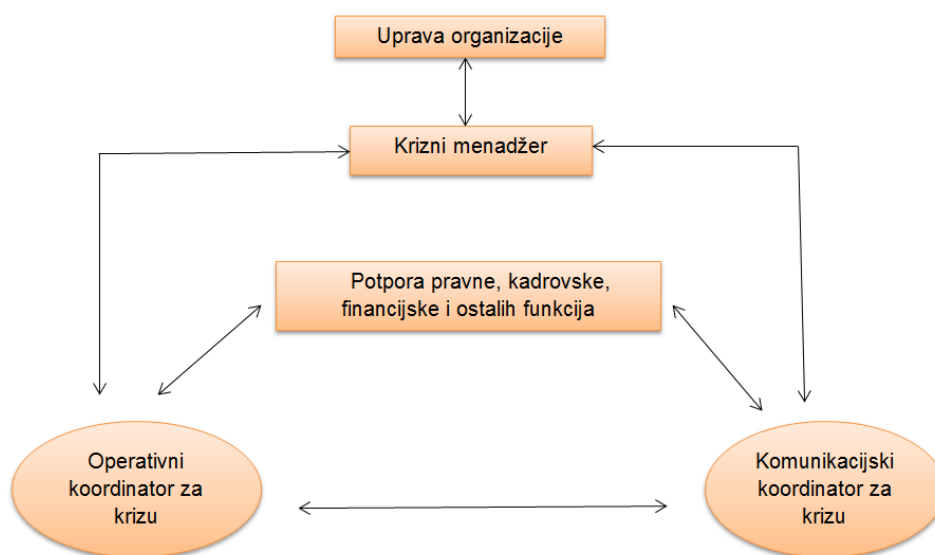 Uprava organizacije
Krizni menadžer
Potpora pravne, kadrovske,
financijske i ostalih funkcija
Operativni
koordinator za
krizu
Komunikacijski
koordinator za
krizu